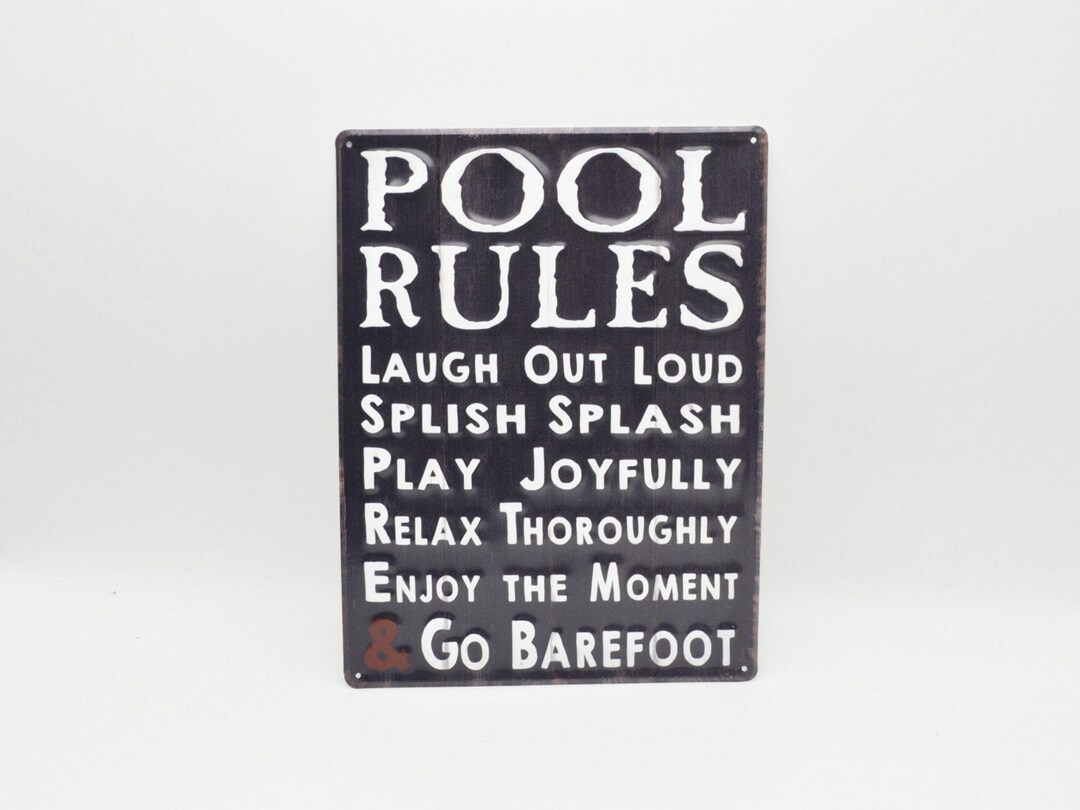 POOL
RULES
LAUGH OUT LOUD
SPLISH SPLASH
PLAY JOYFULLY
RELAX THOROUGHLY
ENJOY THE MOMENT
& GO BAREFOOT